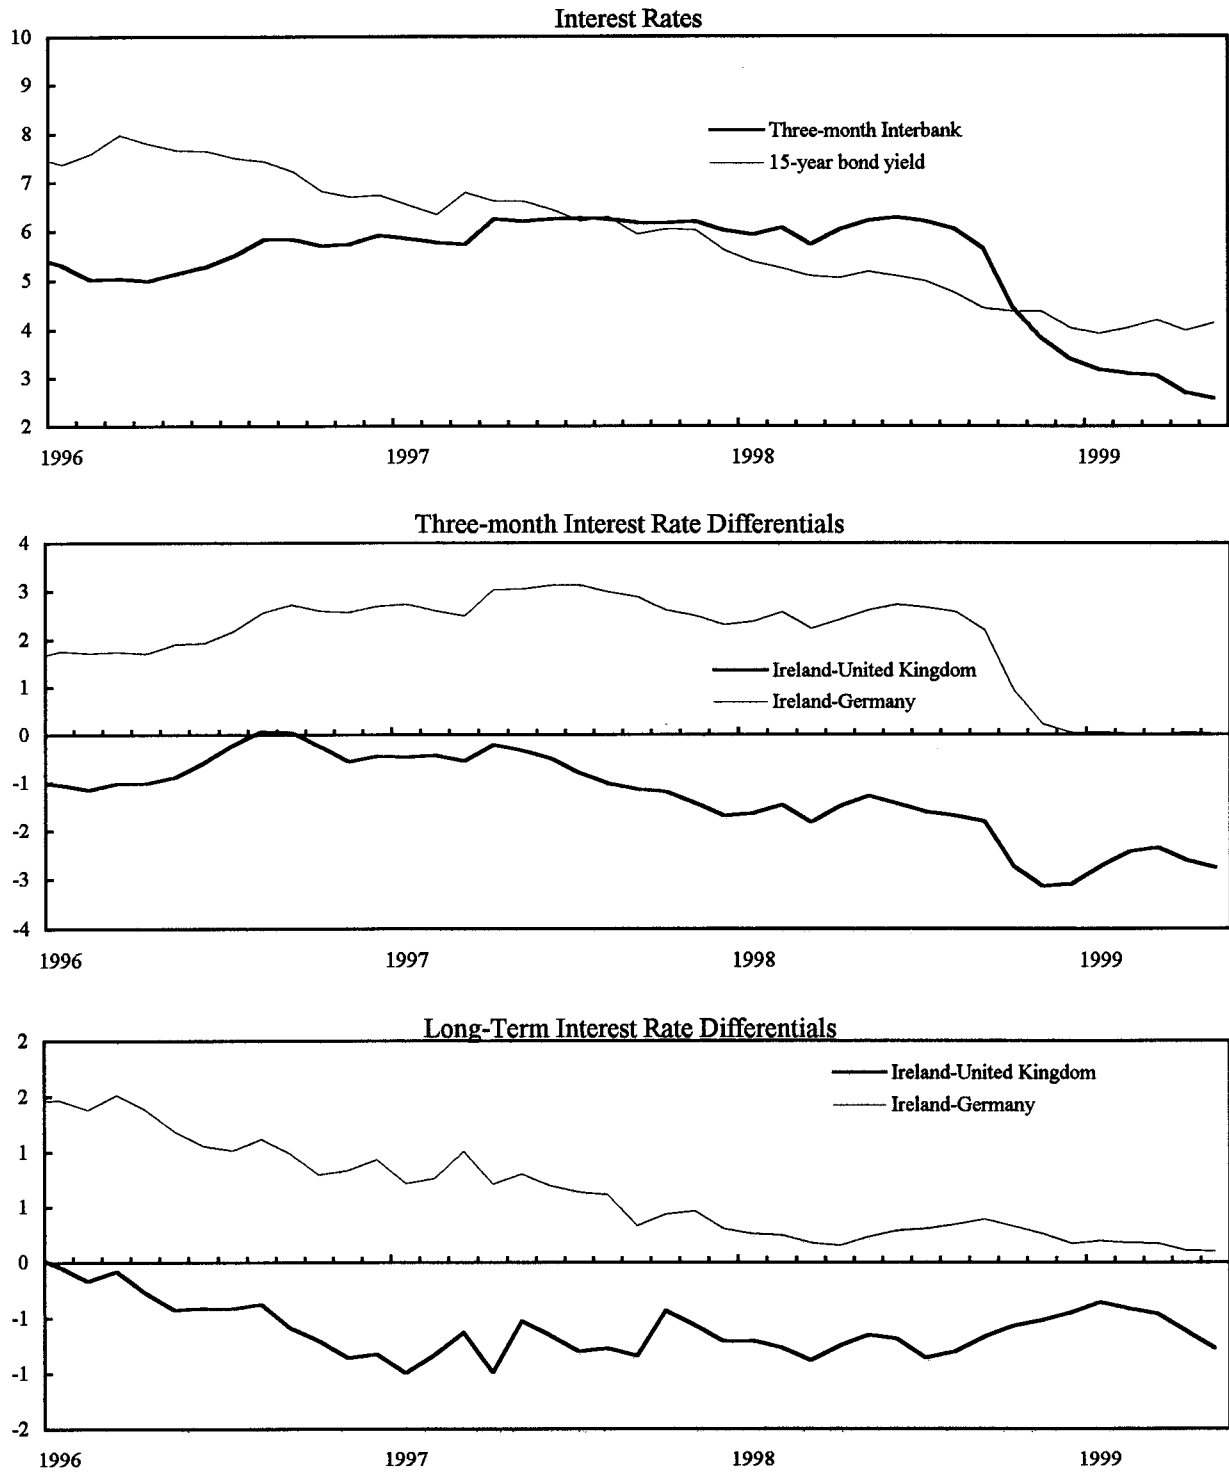 Interest Rates
10
9
8
7
6
5
4
3
2
Three-month Interbank
15-year bond yield
1996 1997 1998 1999
Three-month Interest Rate Differentials
4
3
2
1
0
-1
-2
-3
-4
Ireland-United Kingdom
Ireland-Germany
1996 1997 1998 1999
Long-Term Interest Rate Differentials
2
2
1
1
0
-1
-1
-2
Ireland-United Kingdom
Ireland-Germany
1996 1997 1998 1999